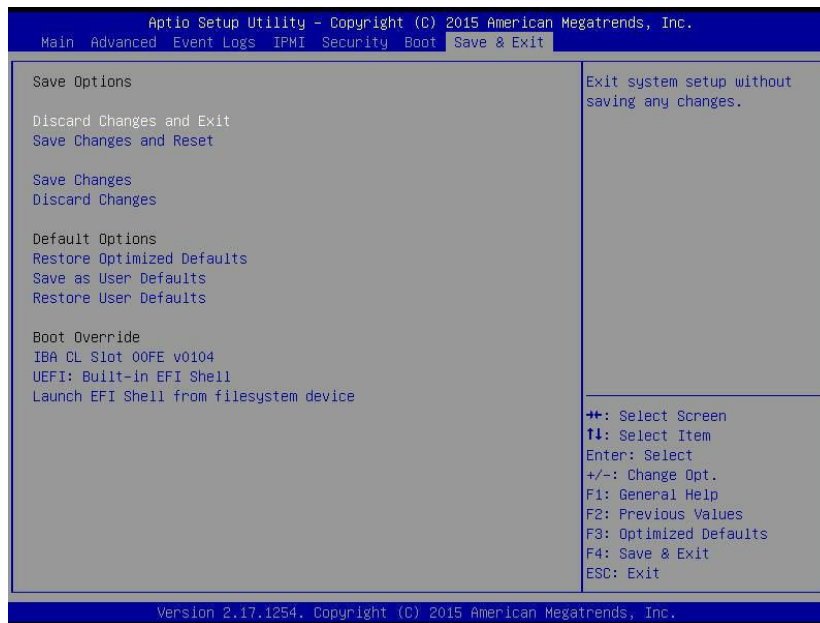 Aptio Setup Utility – Copyright (C) 2015 American Megatrends, Inc.
Main Advanced Event Logs IPMI Security Boot Save & Exit
Save Options
Discard Changes and Exit
Save Changes and Reset
Save Changes
Discard Changes
Default Options
Restore Optimized Defaults
Save as User Defaults
Restore User Defaults
Boot Override
IBA CL Slot 00FE v0104
UEFI: Built-in EFI Shell
Launch EFI Shell from filesystem device
Exit system setup without
saving any changes.
→←: Select Screen
↑↓: Select Item
Enter: Select
+/-: Change Opt.
F1: General Help
F2: Previous Values
F3: Optimized Defaults
F4: Save & Exit
ESC: Exit
Version 2.17.1254. Copyright (C) 2015 American Megatrends, Inc.